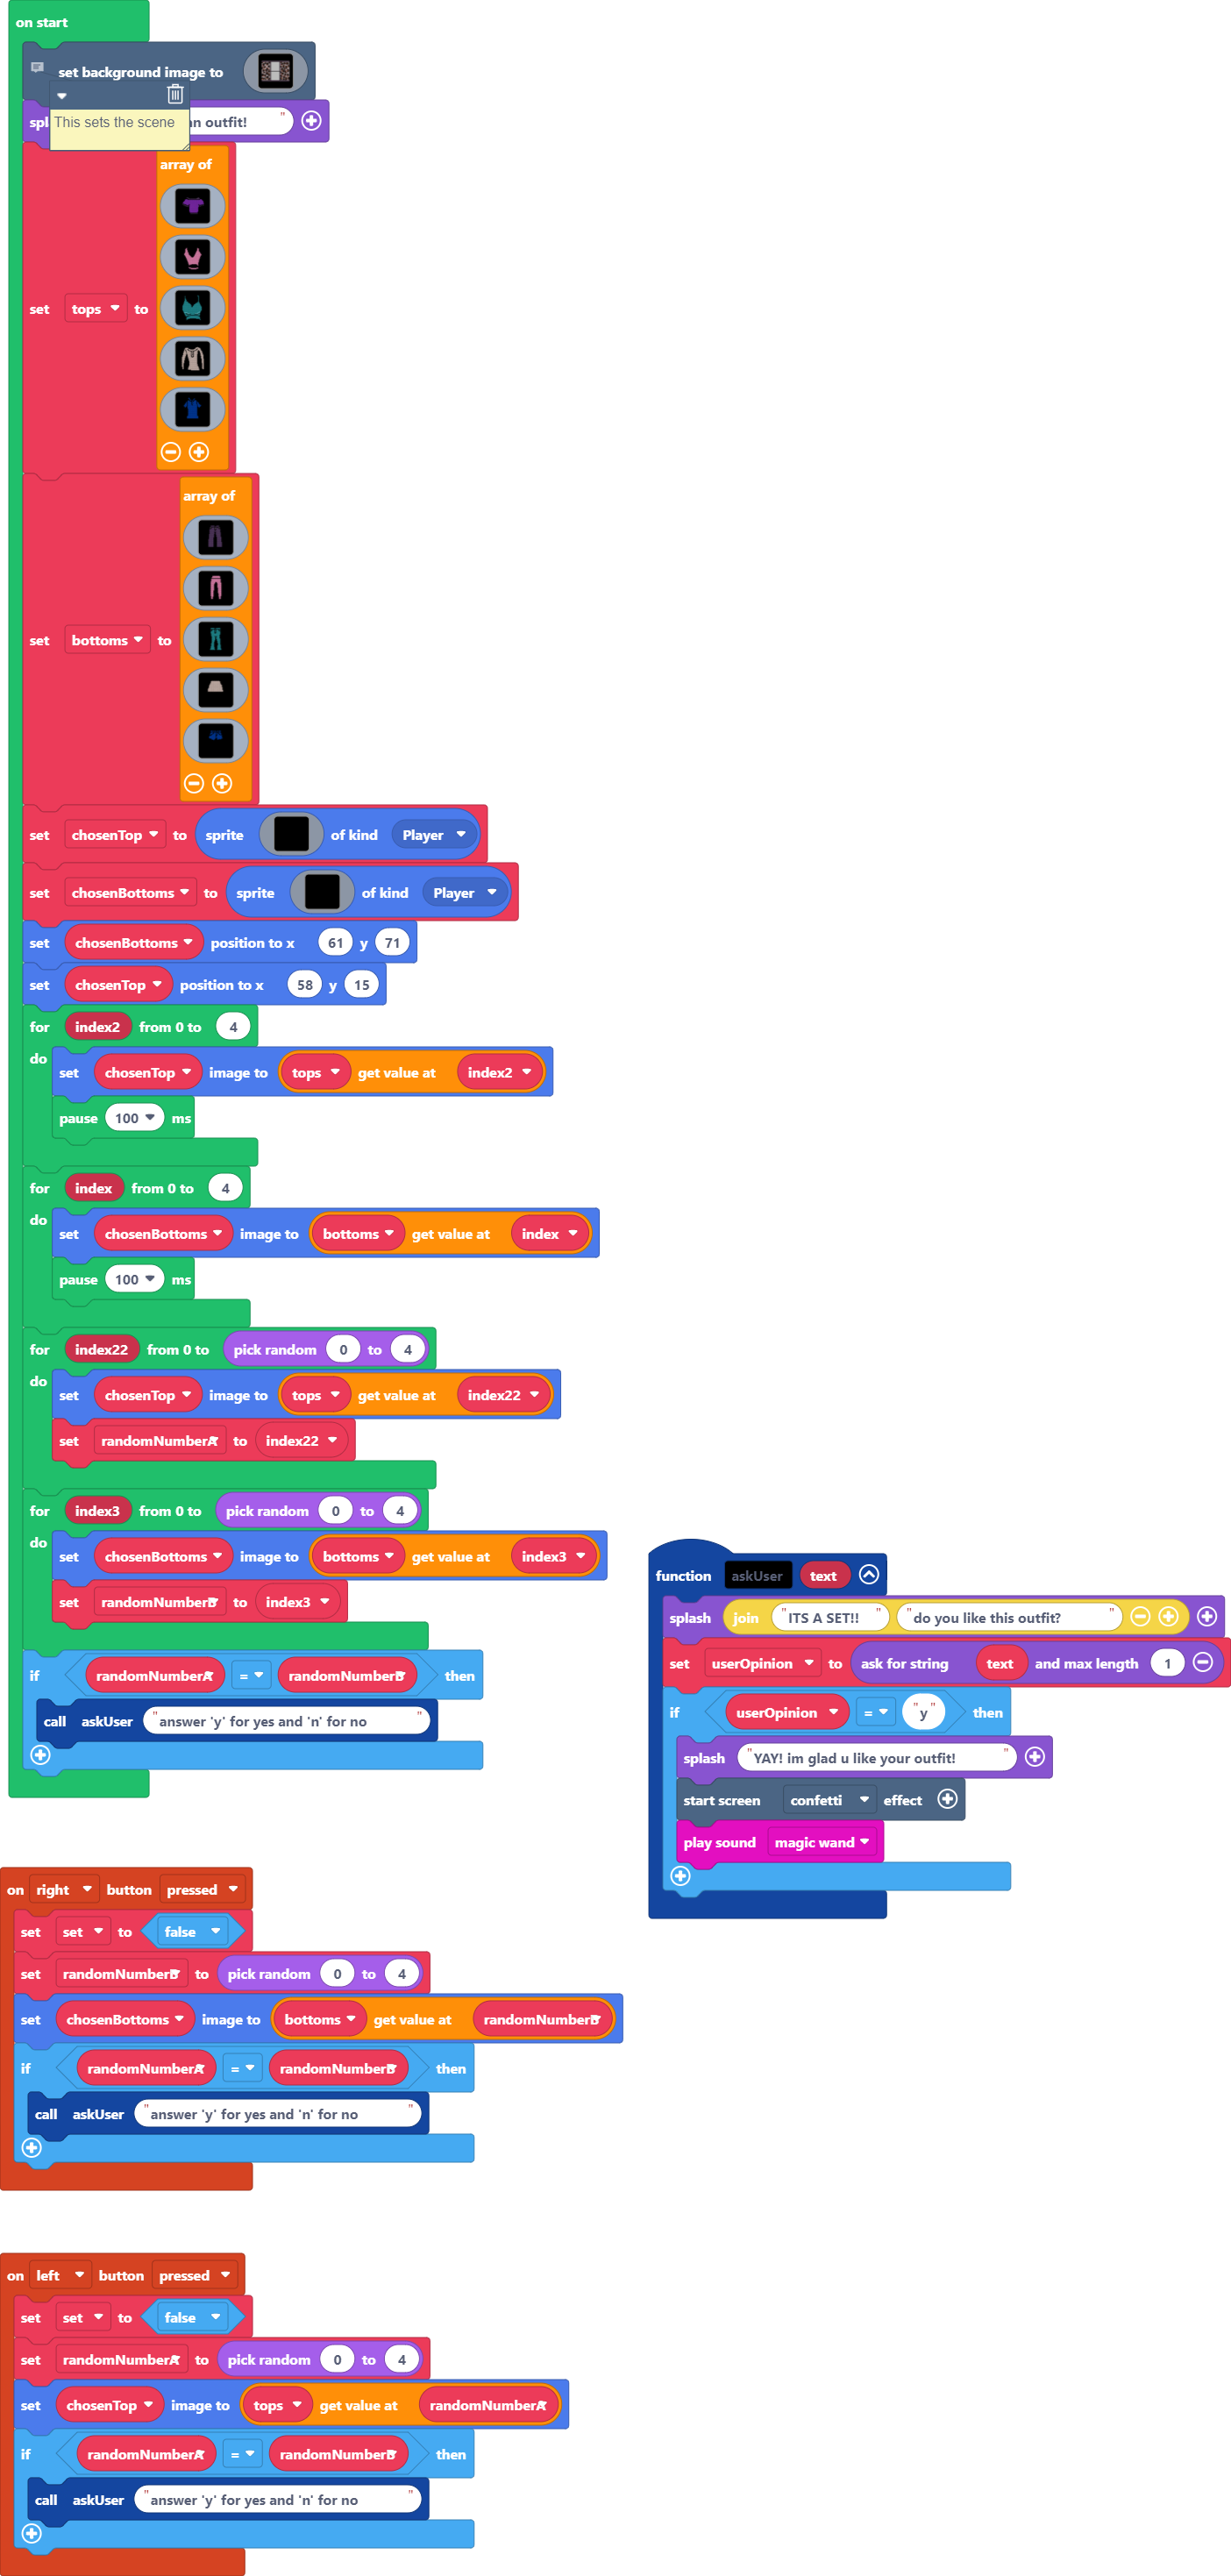 on start
set background image to
This sets the scene
spl an outfit! "
set tops to array of
set bottoms to array of
set chosenTop to sprite of kind Player
set chosenBottoms to sprite of kind Player
set chosenBottoms position to x 61 y 71
set chosenTop position to x 58 y 15
for index2 from 0 to 4
do set chosenTop image to tops get value at index2
pause 100 ms
for index from 0 to 4
do set chosenBottoms image to bottoms get value at index
pause 100 ms
for index22 from 0 to pick random 0 to 4
do set chosenTop image to tops get value at index22
set randomNumberA to index22
for index3 from 0 to pick random 0 to 4
do set chosenBottoms image to bottoms get value at index3
set randomNumberB to index3
if randomNumberA = randomNumberB then
call askUser "answer 'y' for yes and 'n' for no"
function askUser text
splash join "ITS A SET!!" "do you like this outfit?"
set userOpinion to ask for string text and max length 1
if userOpinion = "y" then
splash "YAY! im glad u like your outfit!"
start screen confetti effect
play sound magic wand
on right button pressed
set set to false
set randomNumberB to pick random 0 to 4
set chosenBottoms image to bottoms get value at randomNumberB
if randomNumberA = randomNumberB then
call askUser "answer 'y' for yes and 'n' for no"
on left button pressed
set set to false
set randomNumberA to pick random 0 to 4
set chosenTop image to tops get value at randomNumberA
if randomNumberA = randomNumberB then
call askUser "answer 'y' for yes and 'n' for no"